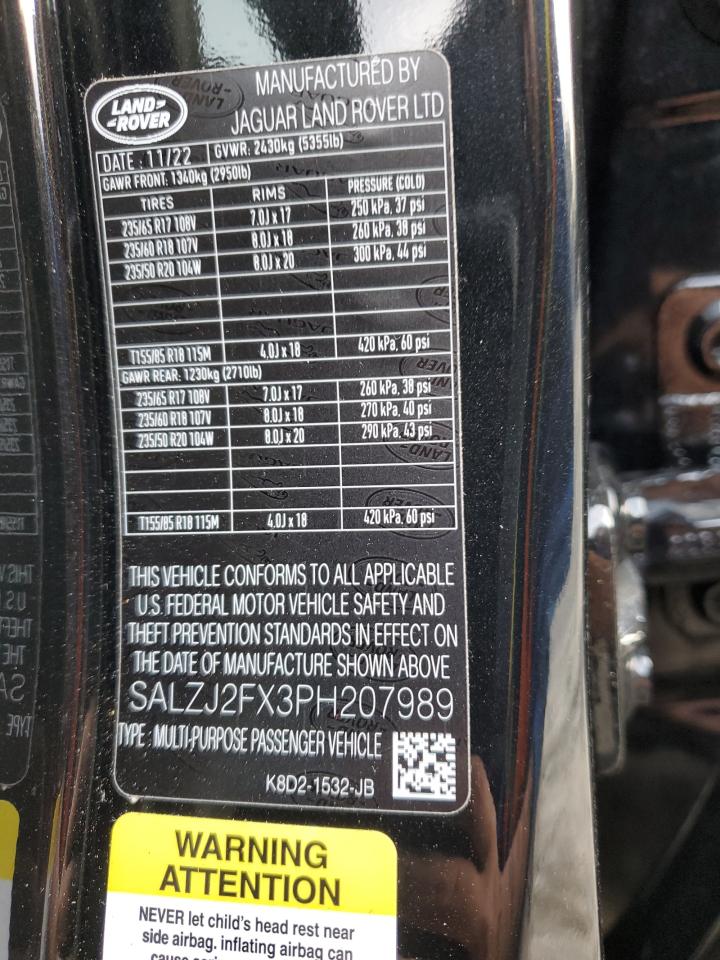 LAND-
-ROVER
MANUFACTURED BY
JAGUAR LAND ROVER LTD
DATE : 11/22 GVWR: 2430kg (5355lb)
GAWR FRONT: 1340kg (2950lb)
TIRES RIMS PRESSURE (COLD)
235/65 R17 108V 7.0J x 17 250 kPa, 37 psi
235/60 R18 107V 8.0J x 18 260 kPa, 38 psi
235/50 R20 104W 8.0J x 20 300 kPa, 44 psi
T155/85 R18 115M 4.0J x 18 420 kPa, 60 psi
GAWR REAR: 1230kg (2710lb)
235/65 R17 108V 7.0J x 17 260 kPa, 38 psi
235/60 R18 107V 8.0J x 18 270 kPa, 40 psi
235/50 R20 104W 8.0J x 20 290 kPa, 43 psi
T155/85 R18 115M 4.0J x 18 420 kPa, 60 psi
THIS VEHICLE CONFORMS TO ALL APPLICABLE
U.S. FEDERAL MOTOR VEHICLE SAFETY AND
THEFT PREVENTION STANDARDS IN EFFECT ON
THE DATE OF MANUFACTURE SHOWN ABOVE
SALZJ2FX3PH207989
TYPE : MULTI-PURPOSE PASSENGER VEHICLE
K8D2-1532-JB
WARNING
ATTENTION
NEVER let child's head rest near
side airbag. inflating airbag can
cause